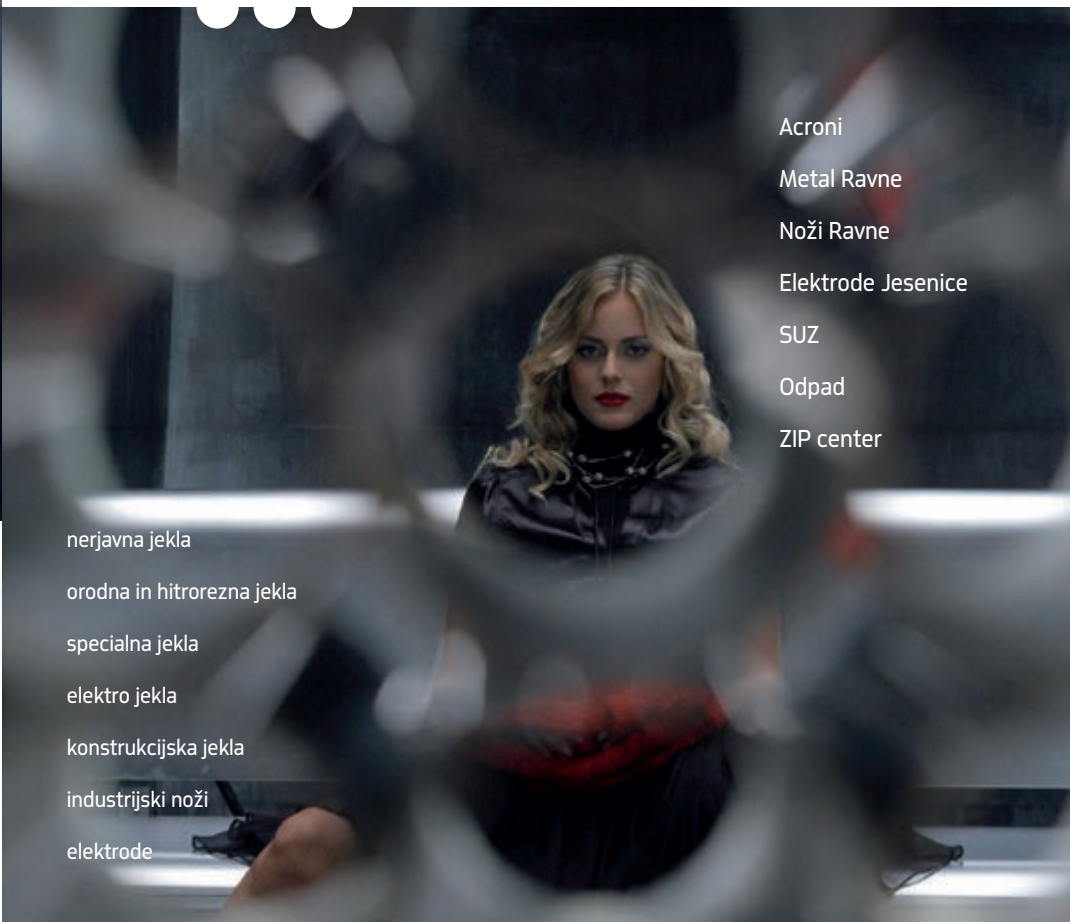 Acroni
Metal Ravne
Noži Ravne
Elektrode Jesenice
SUZ
Odpad
ZIP center
nerjavna jekla
orodna in hitrorezna jekla
specialna jekla
elektro jekla
konstrukcijska jekla
industrijski noži
elektrode